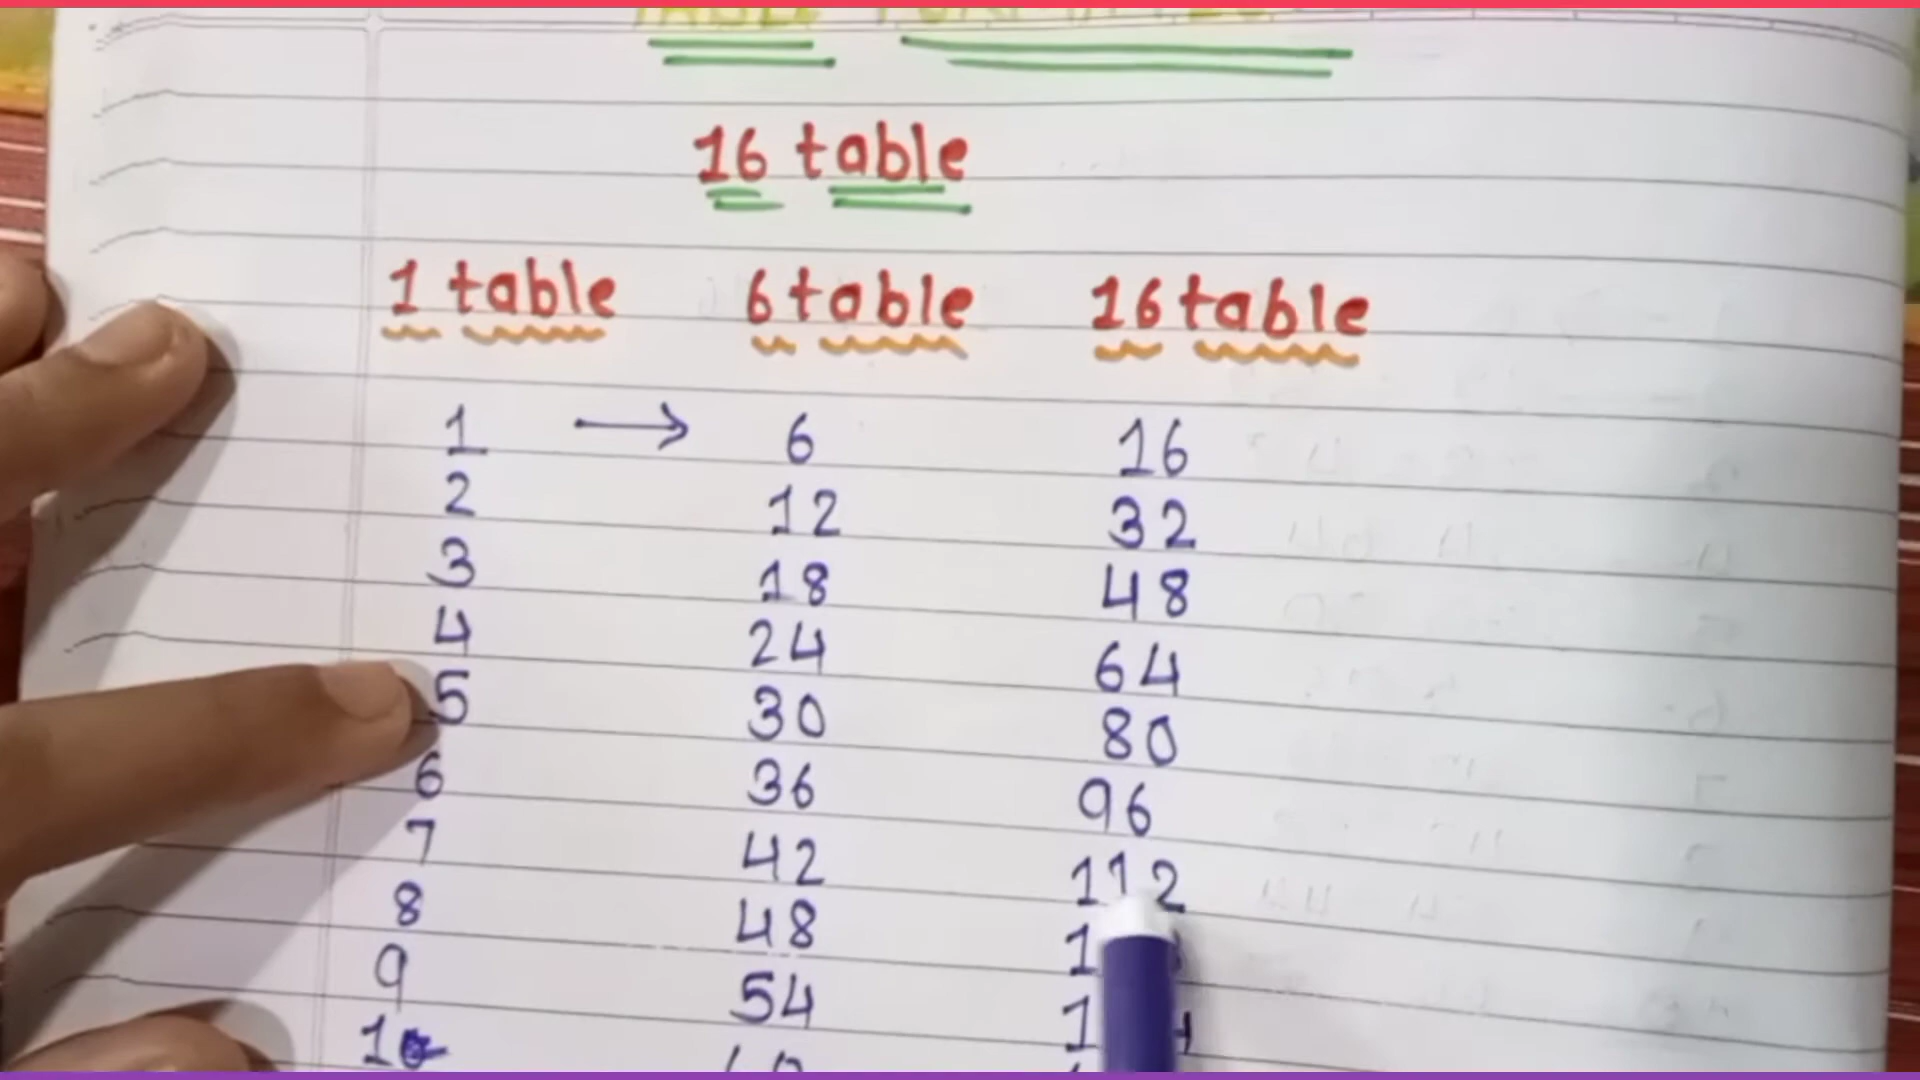 TABLE
16 table
1 table 6 table 16 table
1 → 6 16
2 12 32
3 18 48
4 24 64
5 30 80
6 36 96
7 42 112
8 48
9 54